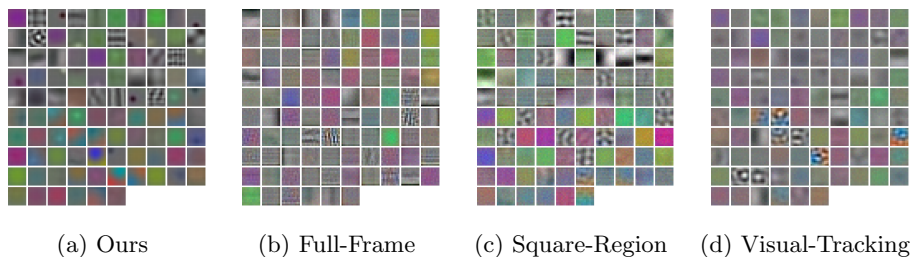 (a) Ours
(b) Full-Frame
(c) Square-Region
(d) Visual-Tracking